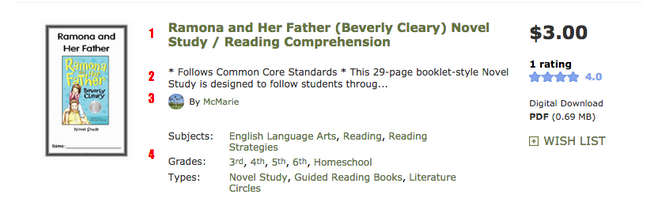 Ramona and
Her Father
Ramona
and Her
Father
Beverly
Cleary
Novel Study
Name:
1
Ramona and Her Father (Beverly Cleary) Novel
Study / Reading Comprehension
2
* Follows Common Core Standards * This 29-page booklet-style Novel
Study is designed to follow students throug...
3
By McMarie
4
Subjects: English Language Arts, Reading, Reading
Strategies
Grades: 3rd, 4th, 5th, 6th, Homeschool
Types: Novel Study, Guided Reading Books, Literature
Circles
$3.00
1 rating
4.0
Digital Download
PDF (0.69 MB)
WISH LIST